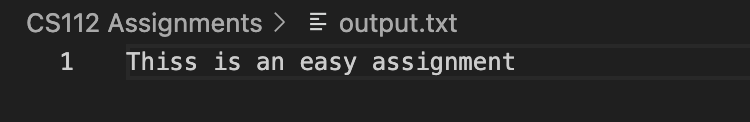 CS112 Assignments > output.txt
1 Thiss is an easy assignment